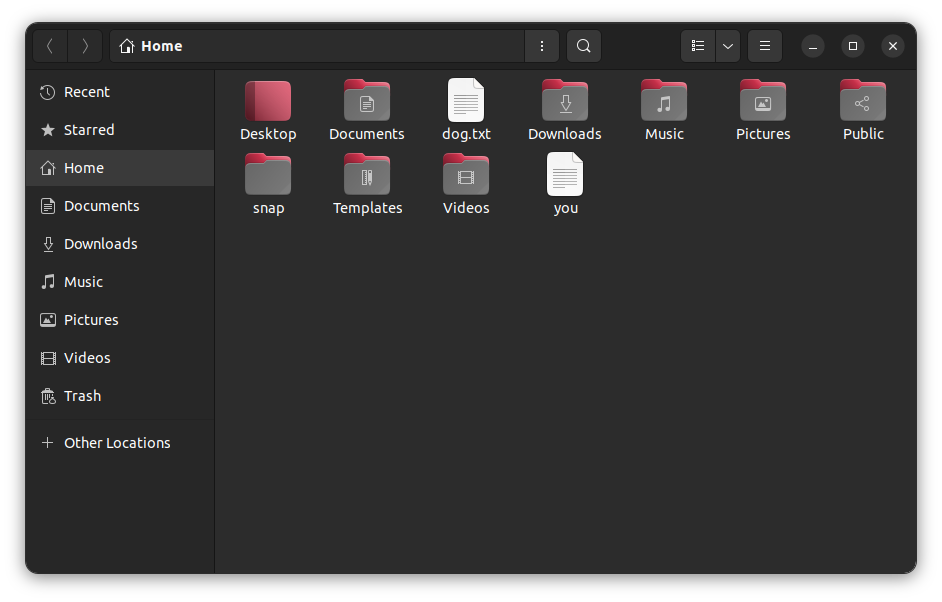 Home
Recent
Starred
Home
Documents
Downloads
Music
Pictures
Videos
Trash
Other Locations
Desktop Documents dog.txt Downloads Music Pictures Public
snap Templates Videos you